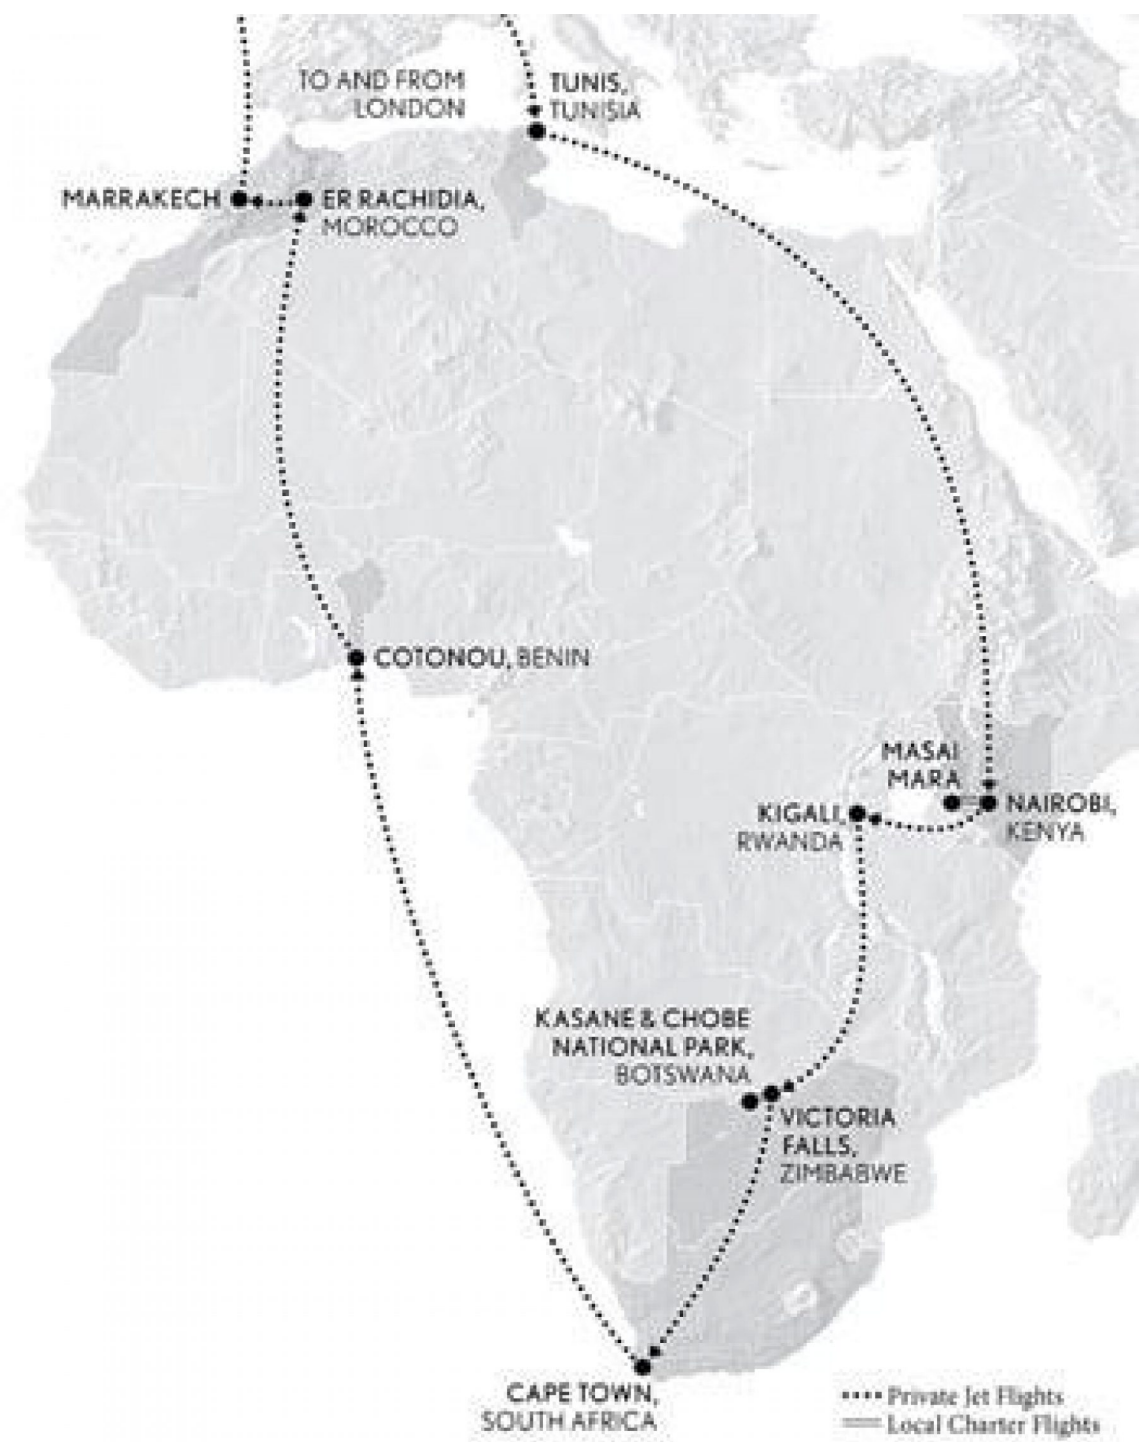 TO AND FROM
LONDON
TUNIS,
TUNISIA
MARRAKECH
ER RACHIDIA,
MOROCCO
COTONOU, BENIN
MASAI
MARA
NAIROBI,
KENYA
KIGALI,
RWANDA
KASANE & CHOBE
NATIONAL PARK,
BOTSWANA
VICTORIA
FALLS,
ZIMBABWE
CAPE TOWN,
SOUTH AFRICA
Private Jet Flights
Local Charter Flights